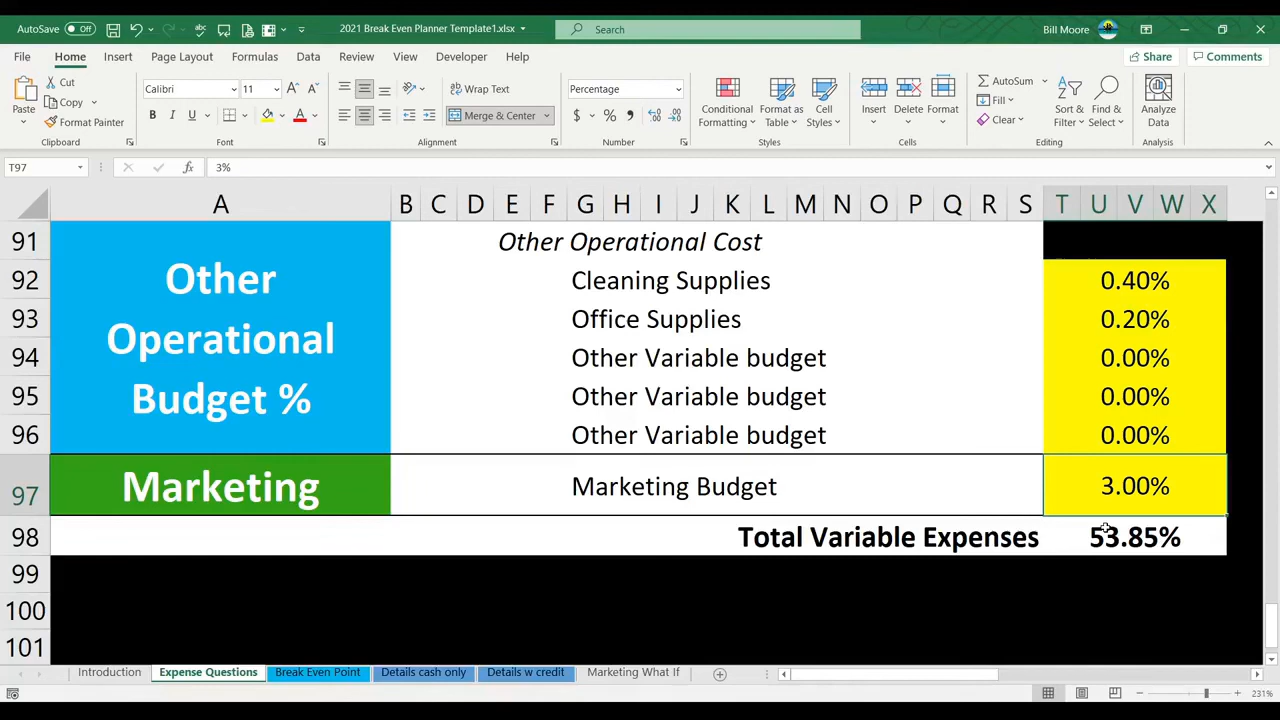 AutoSave Off 2021 Break Even Planner Template1.xlsx Search Bill Moore
File Home Insert Page Layout Formulas Data Review View Developer Help Share Comments
Paste Cut Copy Format Painter
Calibri 11 Wrap Text Percentage
B I U A Merge & Center $ % ,
Conditional Formatting Format as Table Cell Styles Insert Delete Format
AutoSum Fill Clear Sort & Filter Find & Select Analyze Data
Clipboard Font Alignment Number Styles Cells Editing Analysis
T97 fx 3%
A B C D E F G H I J K L M N O P Q R S T U V W X
91 Other Operational Cost
92 Cleaning Supplies 0.40%
93 Office Supplies 0.20%
94 Other Variable budget 0.00%
95 Other Variable budget 0.00%
96 Other Variable budget 0.00%
Other
Operational
Budget %
97 Marketing Marketing Budget 3.00%
98 Total Variable Expenses 53.85%
99
100
101
Introduction Expense Questions Break Even Point Details cash only Details w credit Marketing What If
231%